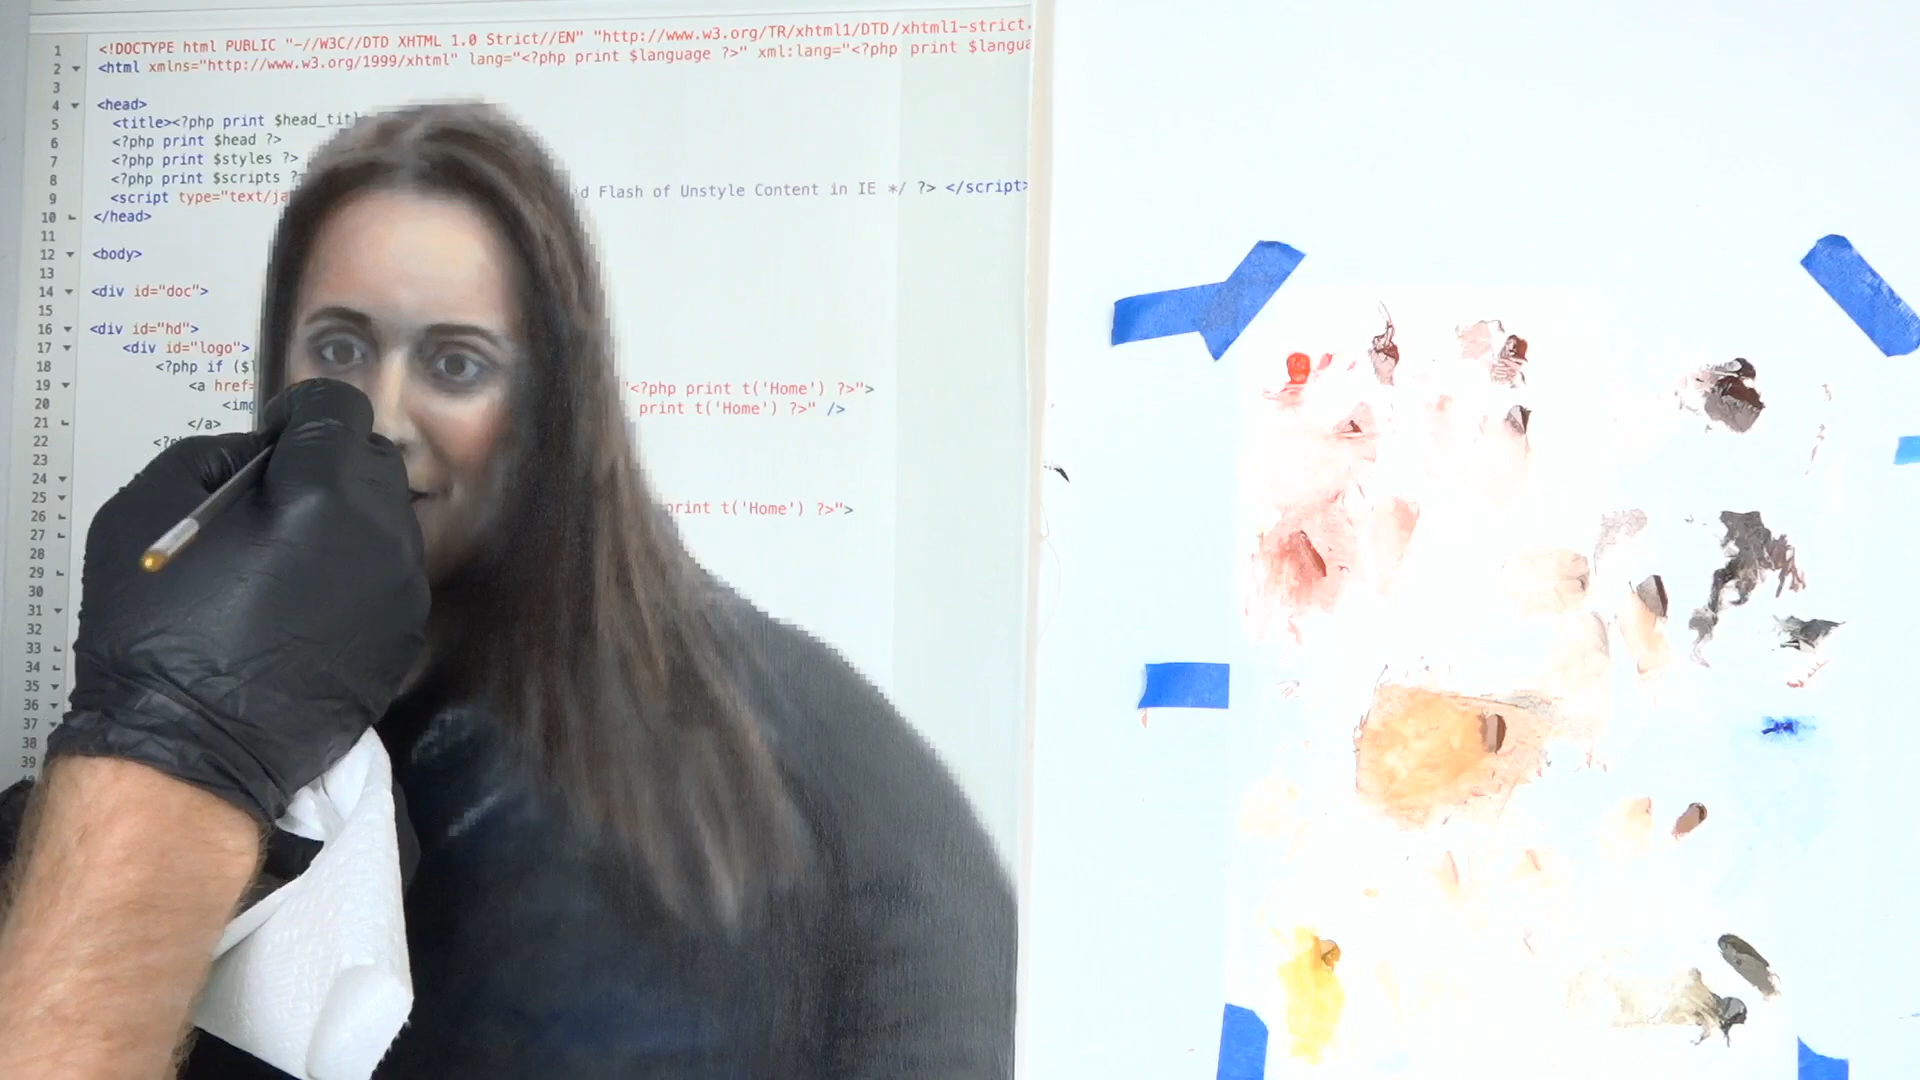 1 <!DOCTYPE html PUBLIC "-//W3C//DTD XHTML 1.0 Strict//EN" "http://www.w3.org/TR/xhtml1/DTD/xhtml1-strict.
2 <html xmlns="http://www.w3.org/1999/xhtml" lang="<?php print $language ?>" xml:lang="<?php print $langua
3
4 <head>
5 <title><?php print $head_titl
6 <?php print $head ?>
7 <?php print $styles ?>
8 <?php print $scripts ?>
9 <script type="text/ja d Flash of Unstyle Content in IE */ ?> </script>
10 </head>
11
12 <body>
13
14 <div id="doc">
15
16 <div id="hd">
17 <div id="logo">
18 <?php if ($l
19 <a href= "<?php print t('Home') ?>">
20 <img print t('Home') ?>" />
21 </a>
22 <?ph
23
24
25
26 print t('Home') ?>">
27
28
29
30
31
32
33
34
35
36
37
38
39